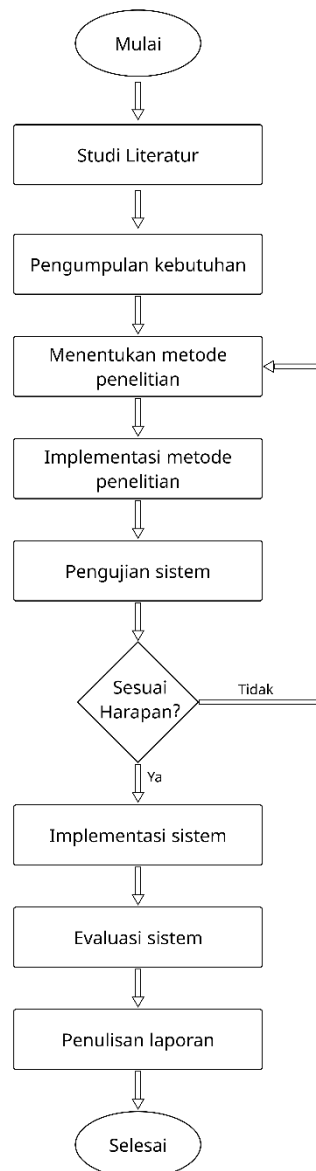 Mulai
Studi Literatur
Pengumpulan kebutuhan
Menentukan metode
penelitian
Implementasi metode
penelitian
Pengujian sistem
Sesuai
Harapan?
Tidak
Ya
Implementasi sistem
Evaluasi sistem
Penulisan laporan
Selesai